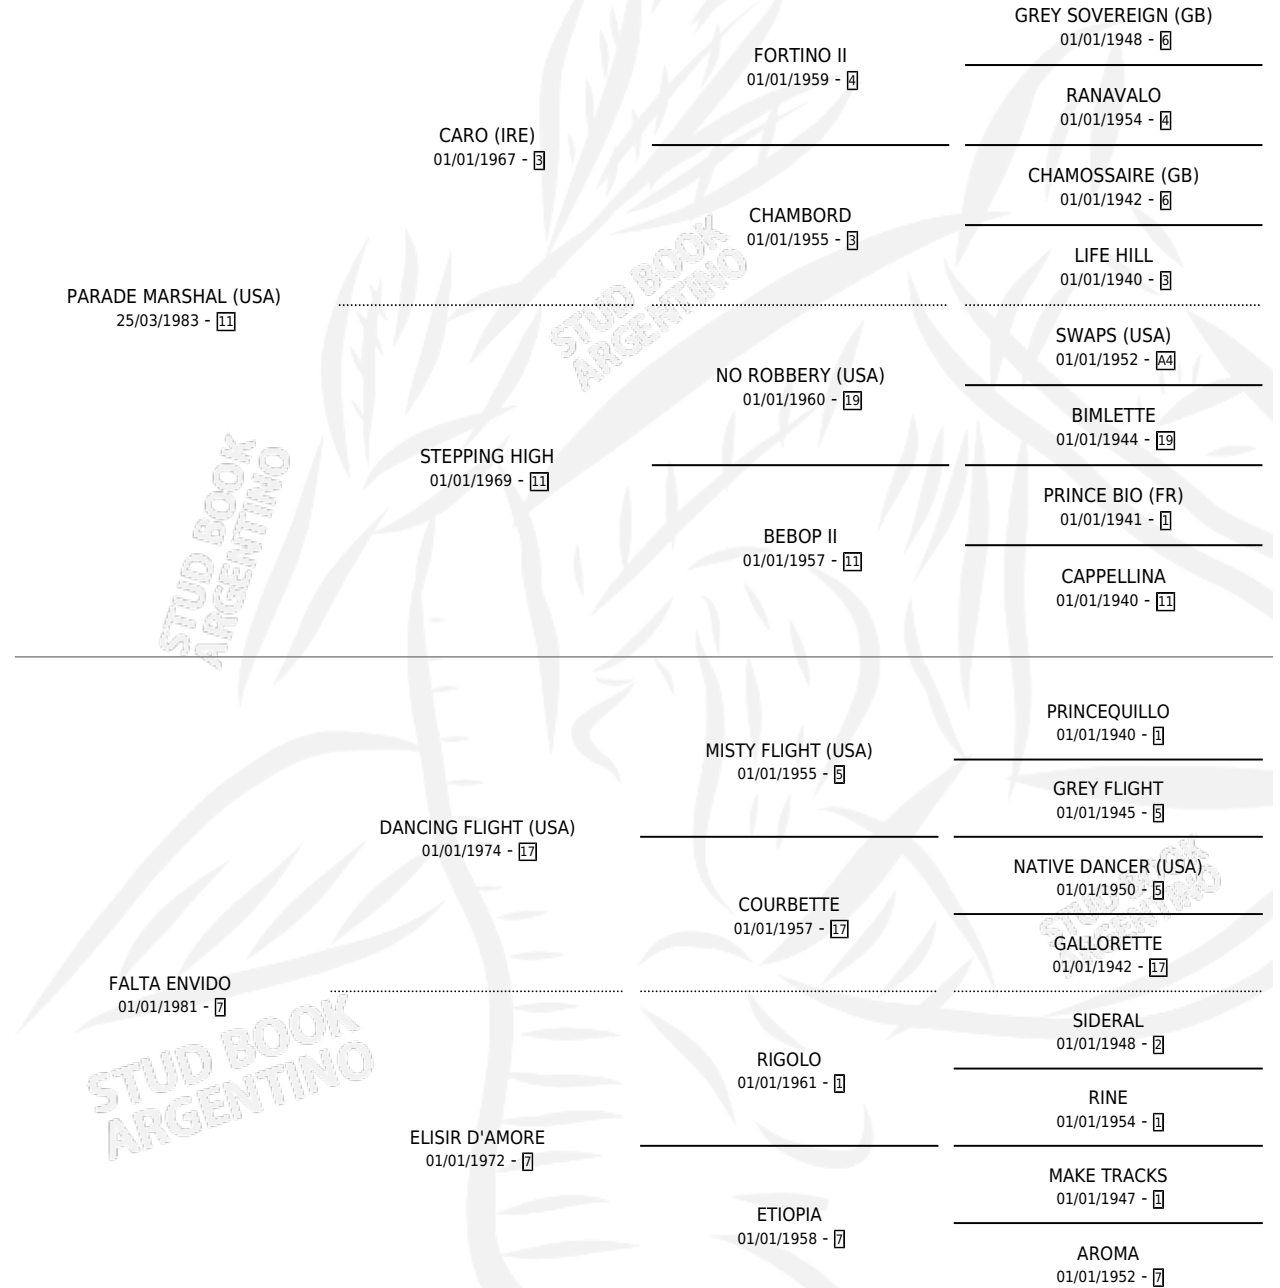 GREY SOVEREIGN (GB)
01/01/1948 - 6
FORTINO II
01/01/1959 - 4
RANAVALO
01/01/1954 - 4
CARO (IRE)
01/01/1967 - 3
CHAMOSSAIRE (GB)
01/01/1942 - 6
CHAMBORD
01/01/1955 - 3
LIFE HILL
01/01/1940 - 3
PARADE MARSHAL (USA)
25/03/1983 - 11
SWAPS (USA)
01/01/1952 - A4
NO ROBBERY (USA)
01/01/1960 - 19
BIMLETTE
01/01/1944 - 19
STEPPING HIGH
01/01/1969 - 11
PRINCE BIO (FR)
01/01/1941 - 1
BEBOP II
01/01/1957 - 11
CAPPELLINA
01/01/1940 - 11
PRINCEQUILLO
01/01/1940 - 1
MISTY FLIGHT (USA)
01/01/1955 - 5
GREY FLIGHT
01/01/1945 - 5
DANCING FLIGHT (USA)
01/01/1974 - 17
NATIVE DANCER (USA)
01/01/1950 - 5
COURBETTE
01/01/1957 - 17
GALLORETTE
01/01/1942 - 17
FALTA ENVIDO
01/01/1981 - 7
SIDERAL
01/01/1948 - 2
RIGOLO
01/01/1961 - 1
RINE
01/01/1954 - 1
ELISIR D'AMORE
01/01/1972 - 7
MAKE TRACKS
01/01/1947 - 1
ETIOPIA
01/01/1958 - 7
AROMA
01/01/1952 - 7
STUD BOOK
ARGENTINO
STUD BOOK
ARGENTINO
STUD BOOK
ARGENTINO
STUD BOOK
ARGENTINO